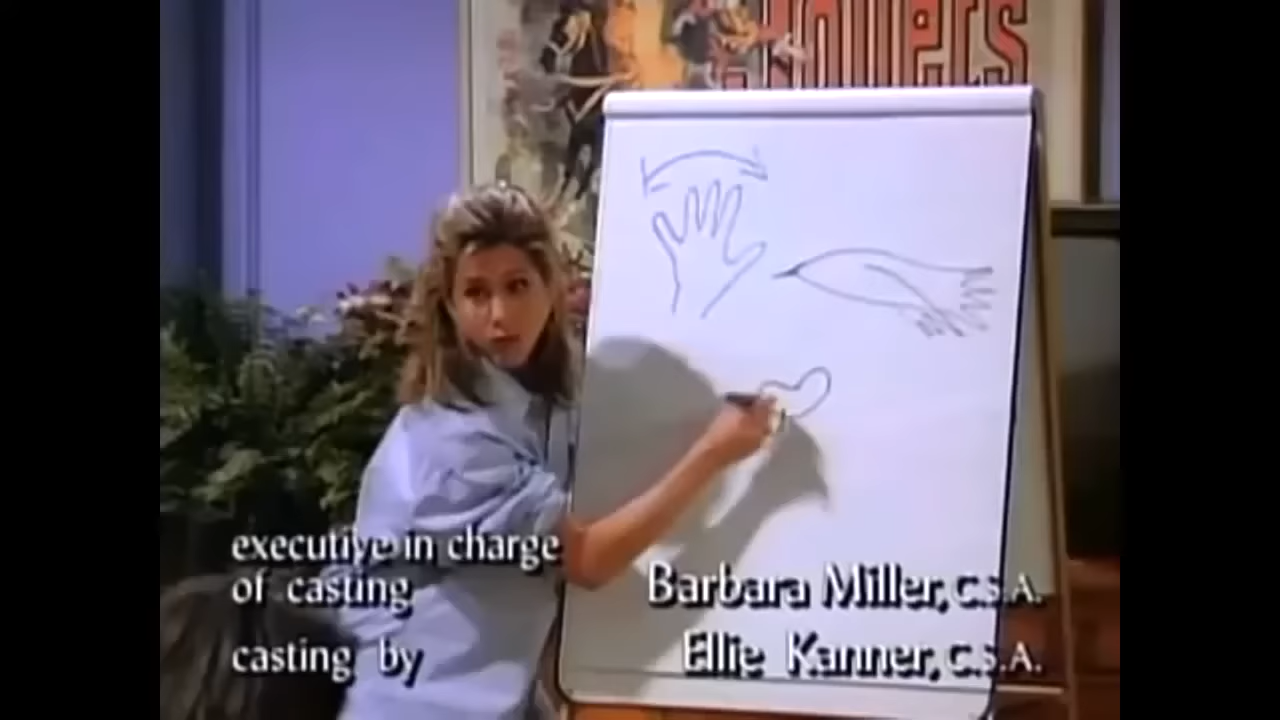 executive in charge
of casting
Barbara Miller, C.S.A.
casting by
Ellie Kanner, C.S.A.